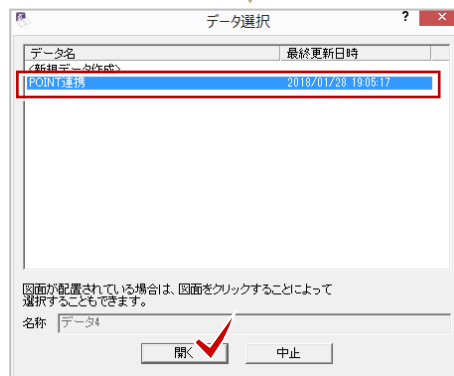 データ選択
?
×
データ名 最終更新日時
<新規データ作成>
POINT連携 2018/01/28 19:05:17
図面が配置されている場合は、図面をクリックすることによって
選択することもできます。
名称 データ4
開く 中止